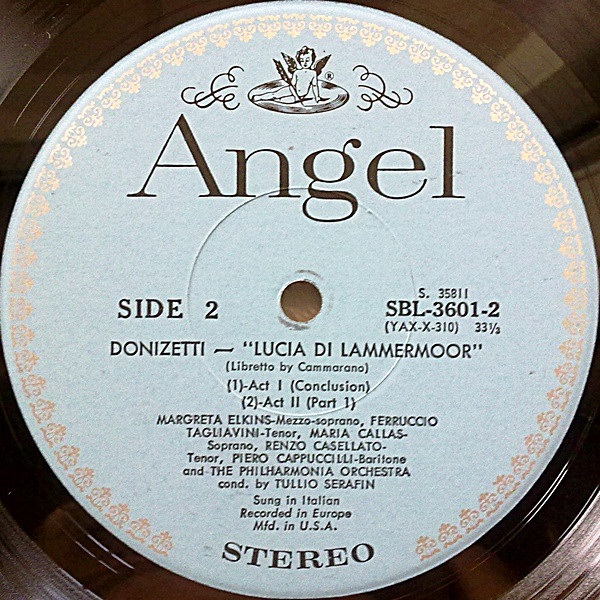 ®
Angel
S. 35811
SIDE 2 SBL-3601-2
(YAX-X-310) 33⅓
DONIZETTI — "LUCIA DI LAMMERMOOR"
(Libretto by Cammarano)
(1)-Act I (Conclusion)
(2)-Act II (Part 1)
MARGRETA ELKINS-Mezzo-soprano, FERRUCCIO
TAGLIAVINI-Tenor, MARIA CALLAS-
Soprano, RENZO CASELLATO-
Tenor, PIERO CAPPUCCILLI-Baritone
and THE PHILHARMONIA ORCHESTRA
cond. by TULLIO SERAFIN
Sung in Italian
Recorded in Europe
Mfd. in U.S.A.
STEREO